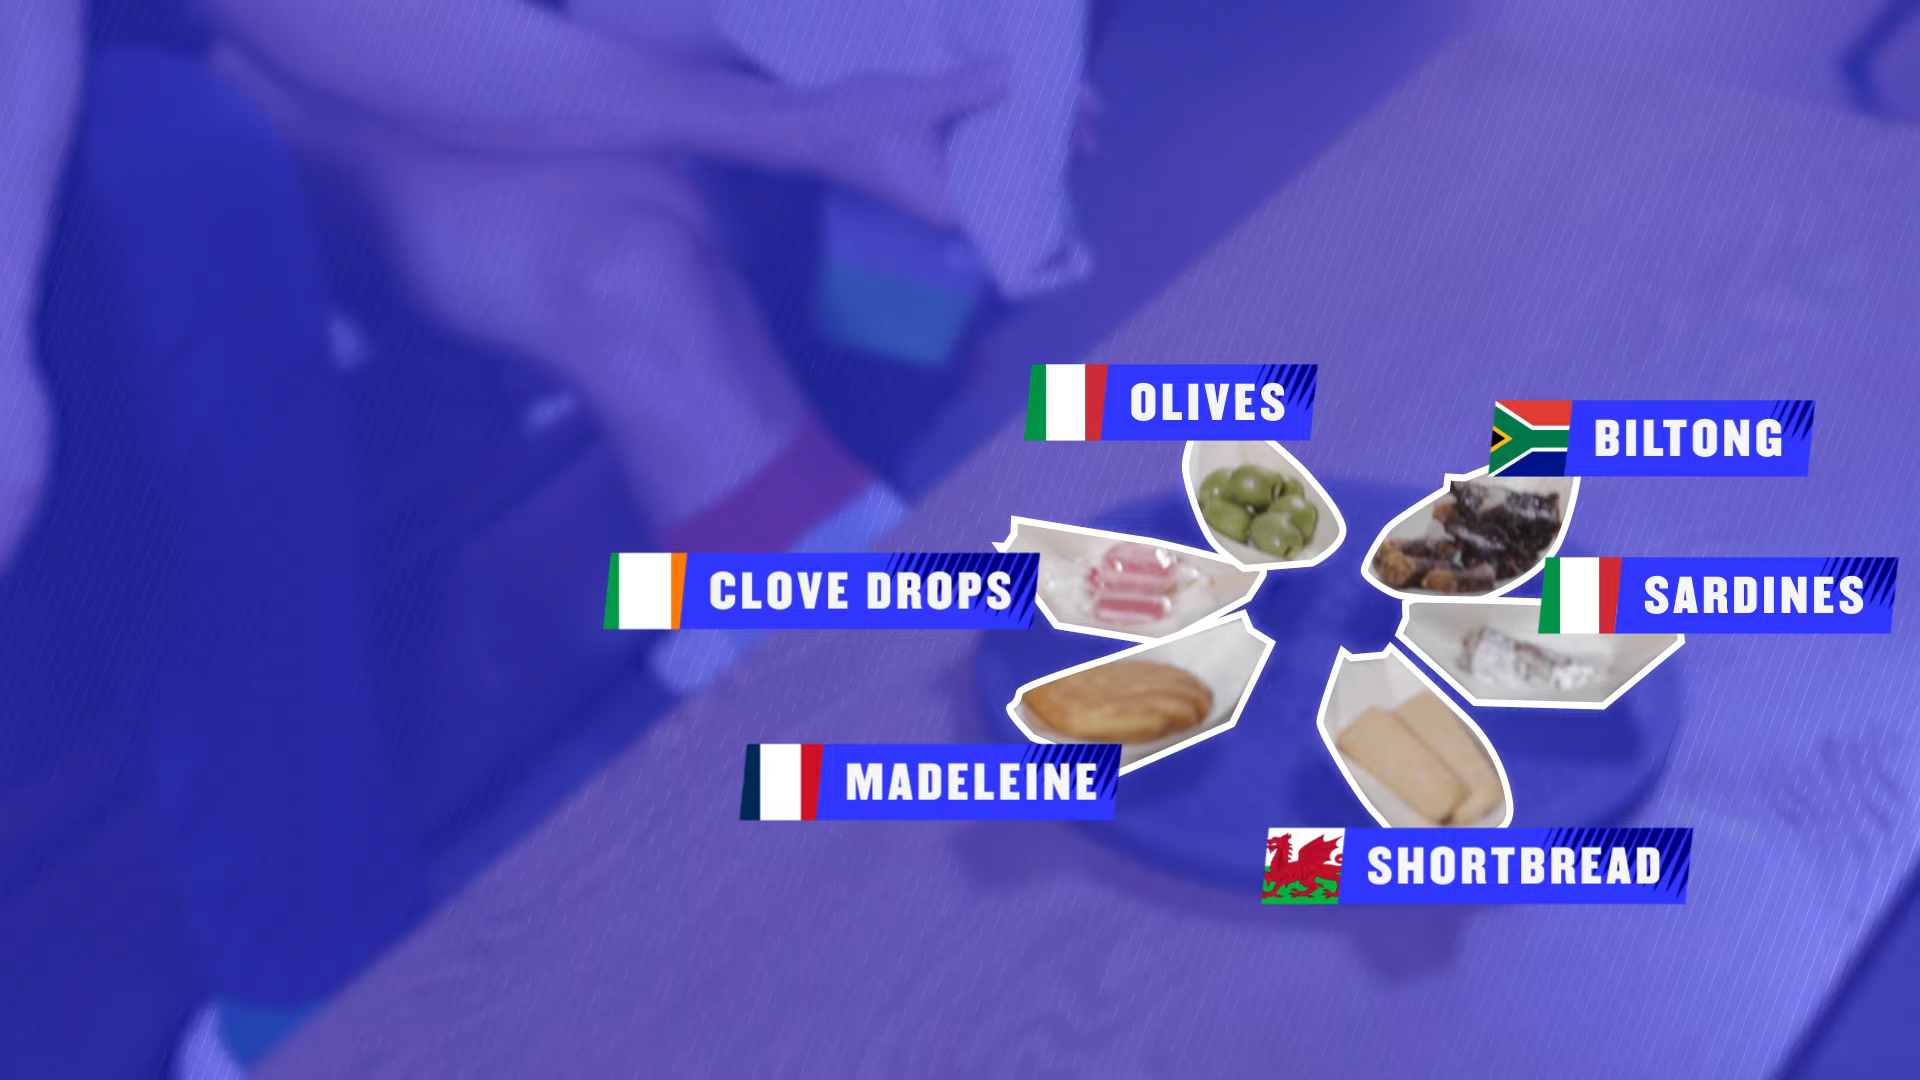 OLIVES
BILTONG
CLOVE DROPS
SARDINES
MADELEINE
SHORTBREAD